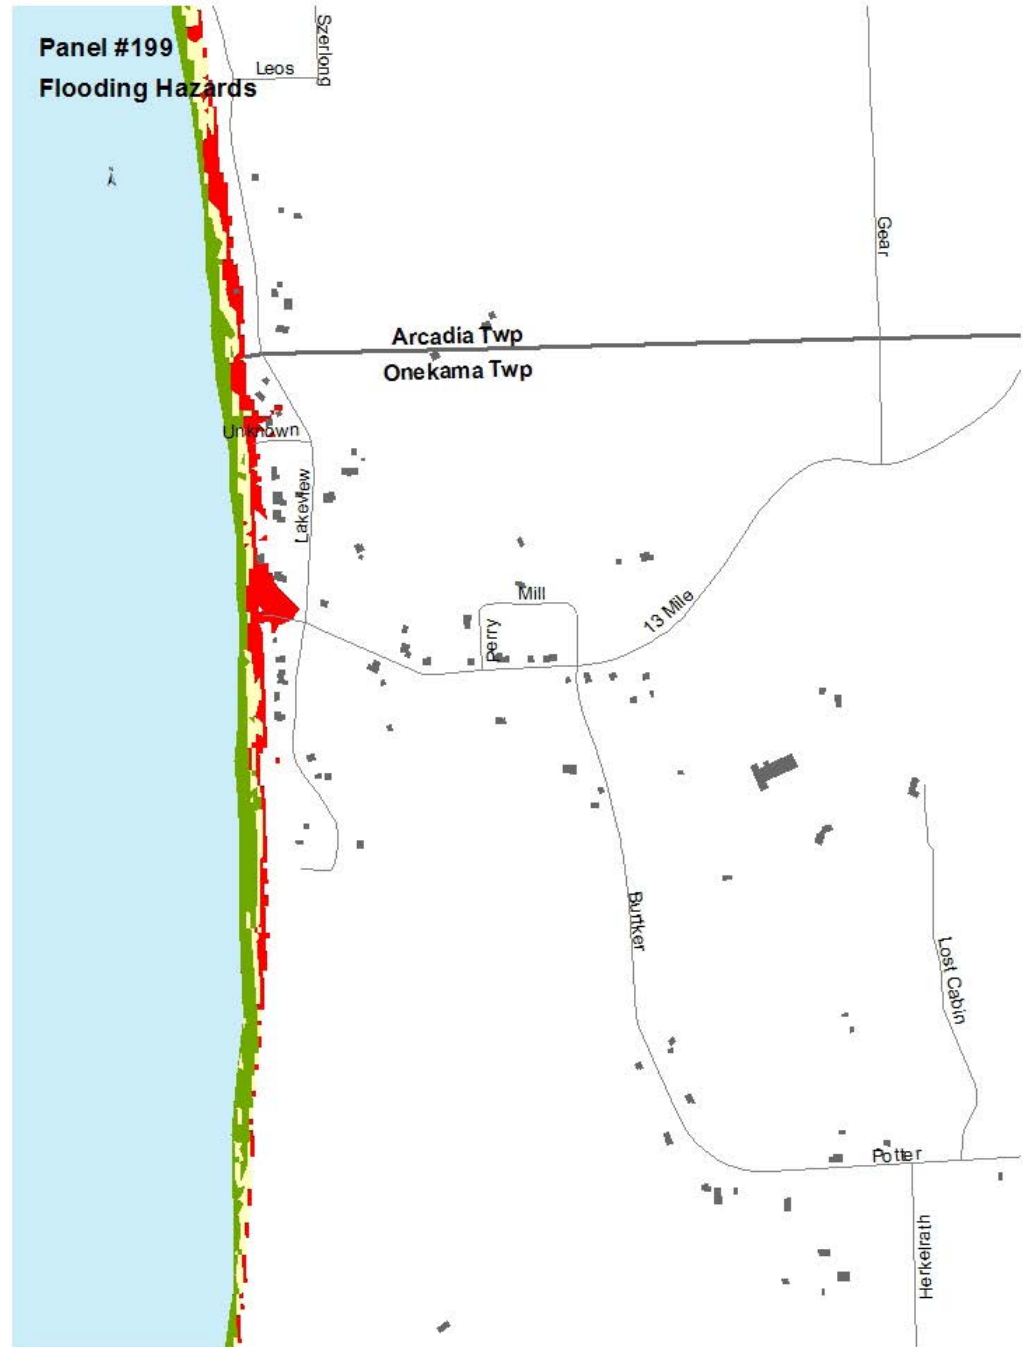 Panel #199
Flooding Hazards
Szerlong
Leos
Gear
Arcadia Twp
Onekama Twp
Unknown
Lakeview
Mill
Perry
13 Mile
Burtker
Lost Cabin
Potter
Herkelrath